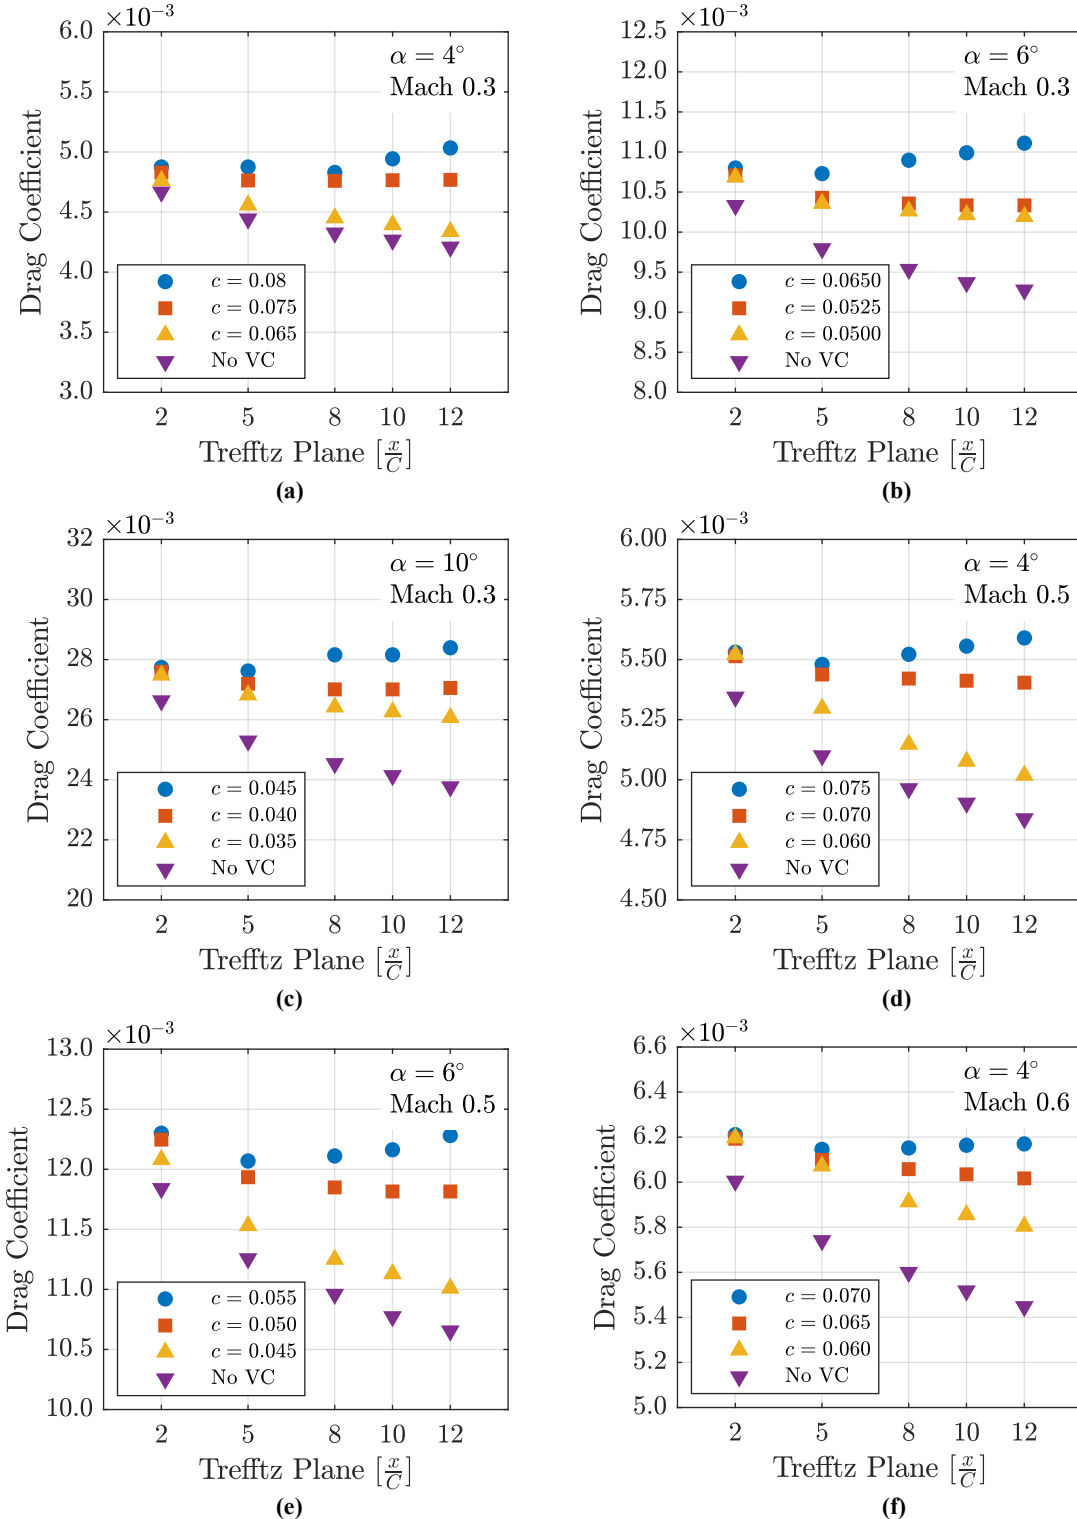 ×10⁻³
6.0
5.5
5.0
4.5
4.0
3.5
3.0
Drag Coefficient
α = 4°
Mach 0.3
c = 0.08
c = 0.075
c = 0.065
No VC
2 5 8 10 12
Trefftz Plane [x/C]
(a)
×10⁻³
12.5
12.0
11.5
11.0
10.5
10.0
9.5
9.0
8.5
8.0
Drag Coefficient
α = 6°
Mach 0.3
c = 0.0650
c = 0.0525
c = 0.0500
No VC
2 5 8 10 12
Trefftz Plane [x/C]
(b)
×10⁻³
32
30
28
26
24
22
20
Drag Coefficient
α = 10°
Mach 0.3
c = 0.045
c = 0.040
c = 0.035
No VC
2 5 8 10 12
Trefftz Plane [x/C]
(c)
×10⁻³
6.00
5.75
5.50
5.25
5.00
4.75
4.50
Drag Coefficient
α = 4°
Mach 0.5
c = 0.075
c = 0.070
c = 0.060
No VC
2 5 8 10 12
Trefftz Plane [x/C]
(d)
×10⁻³
13.0
12.5
12.0
11.5
11.0
10.5
10.0
Drag Coefficient
α = 6°
Mach 0.5
c = 0.055
c = 0.050
c = 0.045
No VC
2 5 8 10 12
Trefftz Plane [x/C]
(e)
×10⁻³
6.6
6.4
6.2
6.0
5.8
5.6
5.4
5.2
5.0
Drag Coefficient
α = 4°
Mach 0.6
c = 0.070
c = 0.065
c = 0.060
No VC
2 5 8 10 12
Trefftz Plane [x/C]
(f)